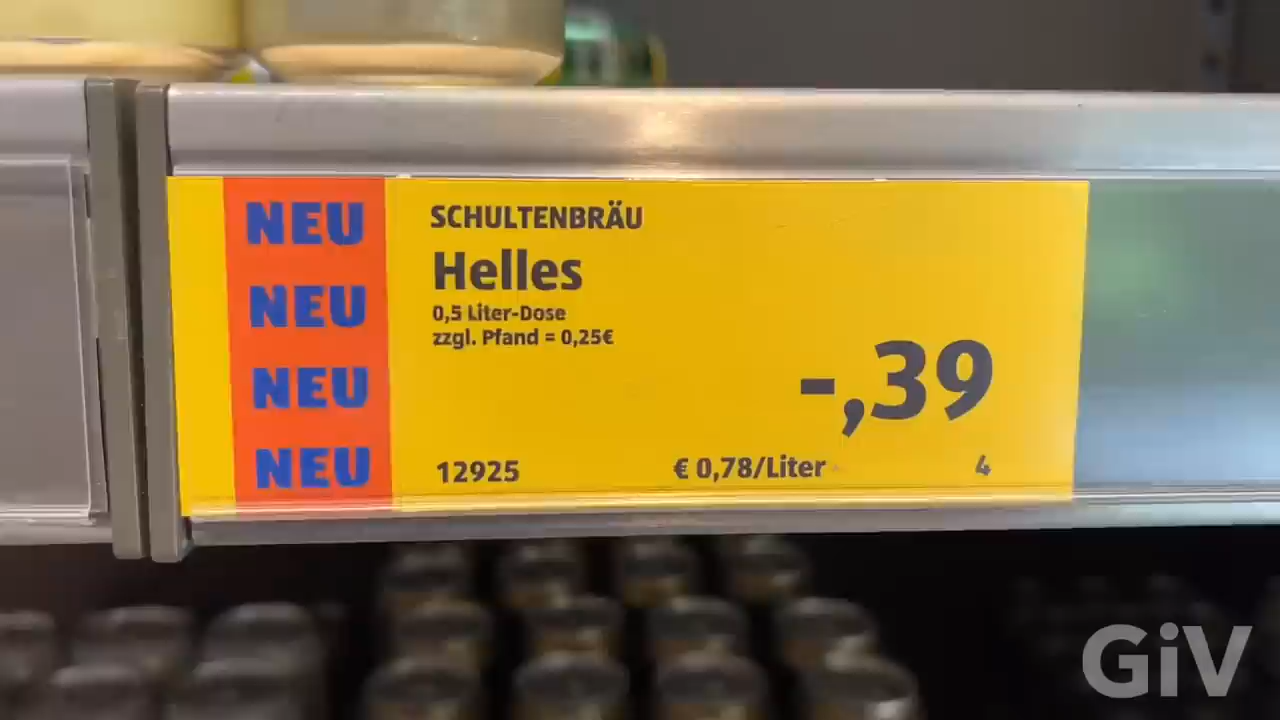 NEU
NEU
NEU
NEU
SCHULTENBRÄU
Helles
0,5 Liter-Dose
zzgl. Pfand = 0,25€
-,39
12925 € 0,78/Liter 4
GiV